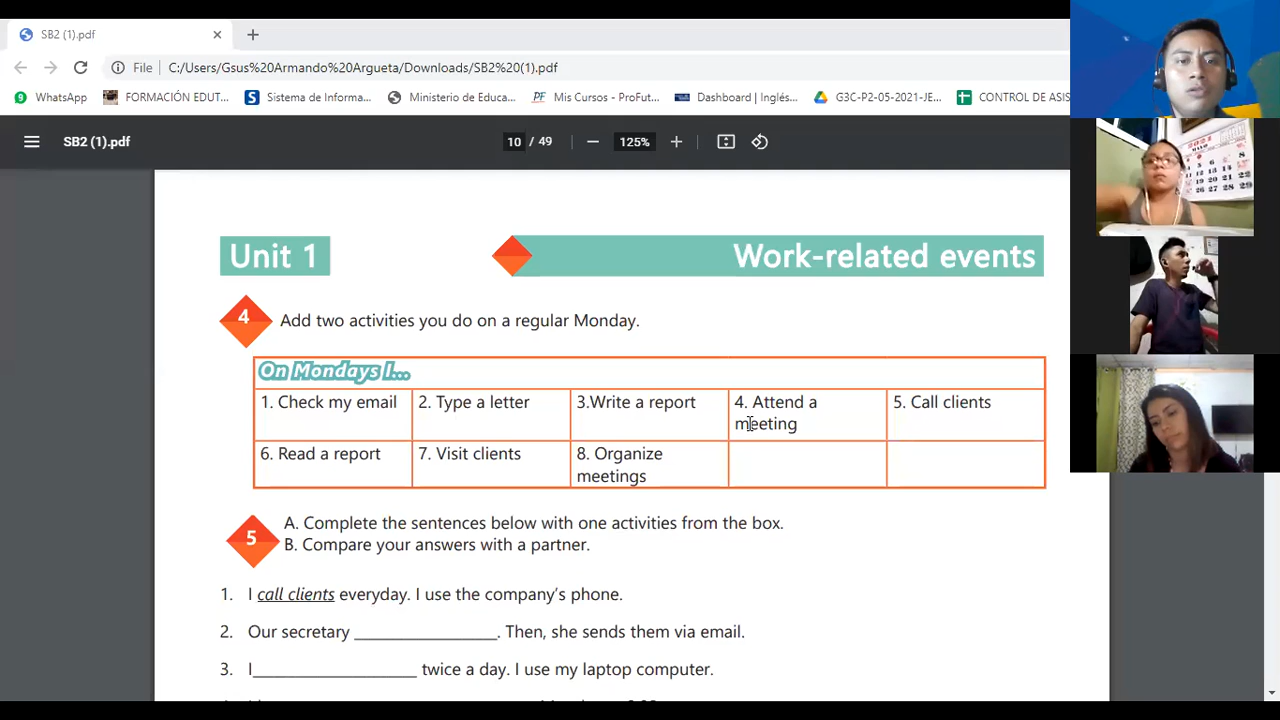 SB2 (1).pdf
File C:/Users/Gsus%20Armando%20Argueta/Downloads/SB2%20(1).pdf
WhatsApp FORMACIÓN EDUT... Sistema de Informa... Ministerio de Educa... Mis Cursos - ProFut... Dashboard | Inglés... G3C-P2-05-2021-JE... CONTROL DE ASIS
SB2 (1).pdf 10 / 49 125%
Unit 1 Work-related events
4 Add two activities you do on a regular Monday.
On Mondays I...
1. Check my email 2. Type a letter 3.Write a report 4. Attend a meeting 5. Call clients
6. Read a report 7. Visit clients 8. Organize meetings
5 A. Complete the sentences below with one activities from the box.
B. Compare your answers with a partner.
1. I call clients everyday. I use the company's phone.
2. Our secretary _________________. Then, she sends them via email.
3. I___________________ twice a day. I use my laptop computer.